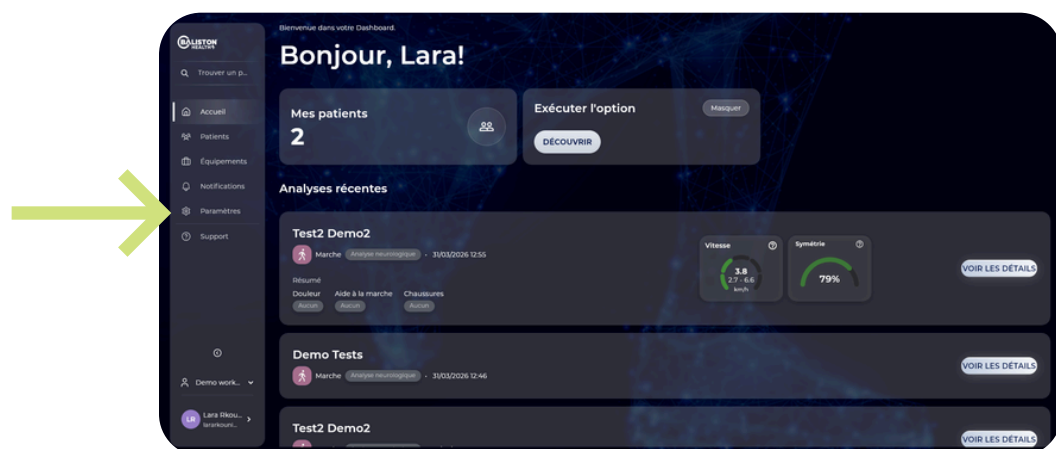 BALISTON
HEALTH
Trouver un p...
Accueil
Patients
Équipements
Notifications
Paramètres
Support
Demo work...
LR
Lara Rkou...
lararkouni...
Bienvenue dans votre Dashboard.
Bonjour, Lara!
Mes patients
2
Exécuter l'option
Masquer
DÉCOUVRIR
Analyses récentes
Test2 Demo2
Marche Analyse neurologique - 31/03/2026 12:55
Résumé
Douleur Aide à la marche Chaussures
Aucun Aucun Aucun
Vitesse
3.8
2.7 - 6.6
km/h
Symétrie
79%
VOIR LES DÉTAILS
Demo Tests
Marche Analyse neurologique - 31/03/2026 12:46
VOIR LES DÉTAILS
Test2 Demo2
VOIR LES DÉTAILS